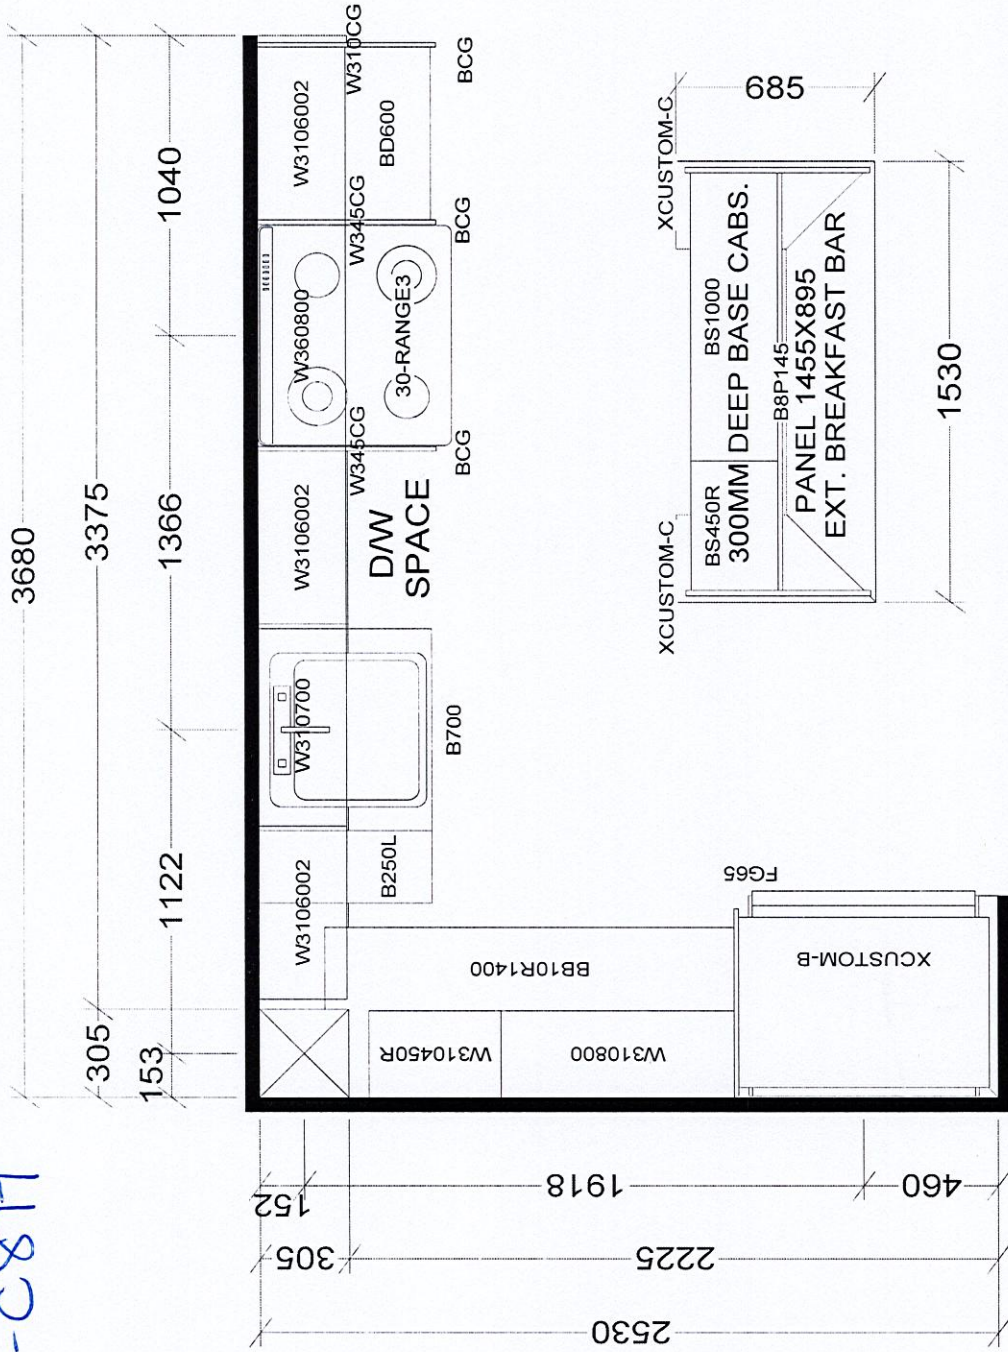 C8H
3680
3375
305
1040
1366
1122
153
W3106002
W310CG
BD600
BCG
W345CG
BCG
W360800
30-RANGE3
W345CG
BCG
W3106002
D/W
SPACE
W310700
B700
W3106002
B250L
BB10R1400
W310450R
W310800
FG65
XCUSTOM-B
152
1918
460
305
2225
2530
XCUSTOM-C
XCUSTOM-C
685
BS450R
BS1000
300MM DEEP BASE CABS.
B8P145
PANEL 1455X895
EXT. BREAKFAST BAR
1530